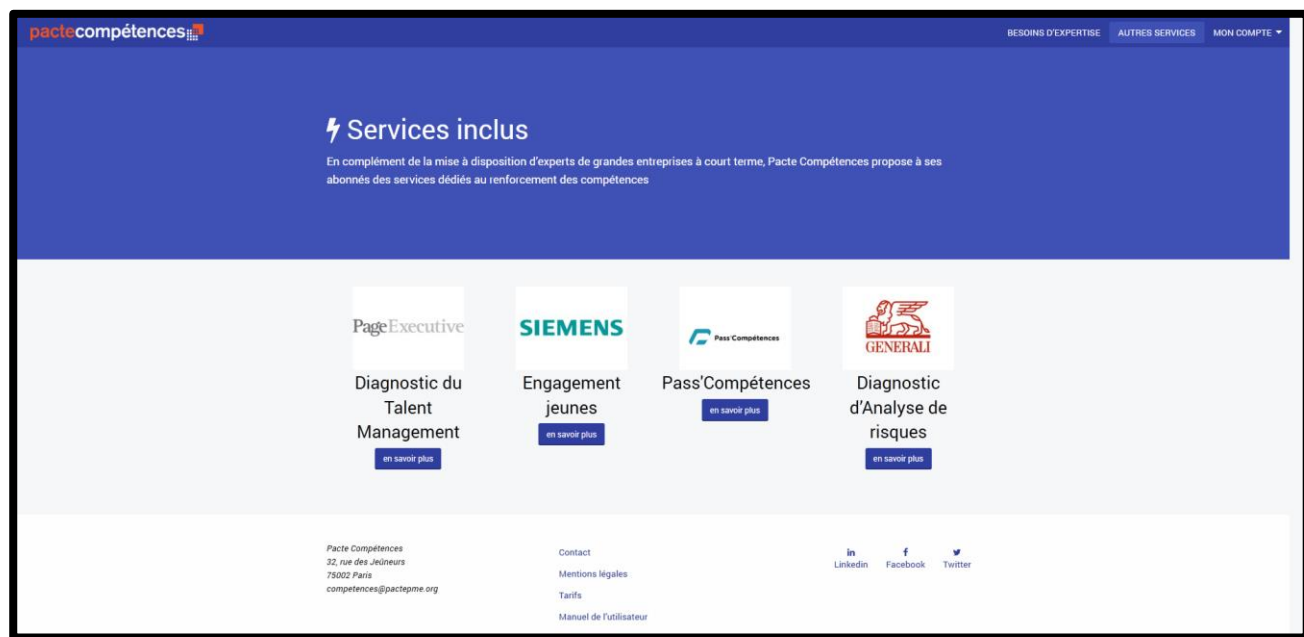 pactecompétences
BESOINS D'EXPERTISE AUTRES SERVICES MON COMPTE
Services inclus
En complément de la mise à disposition d'experts de grandes entreprises à court terme, Pacte Compétences propose à ses
abonnés des services dédiés au renforcement des compétences
PageExecutive
Diagnostic du
Talent
Management
en savoir plus
SIEMENS
Engagement
jeunes
en savoir plus
Pass'Compétences
Pass'Compétences
en savoir plus
GENERALI
Diagnostic
d'Analyse de
risques
en savoir plus
Pacte Compétences
32, rue des Jeûneurs
75002 Paris
competences@pactepme.org
Contact
Mentions légales
Tarifs
Manuel de l'utilisateur
in f
Linkedin Facebook Twitter